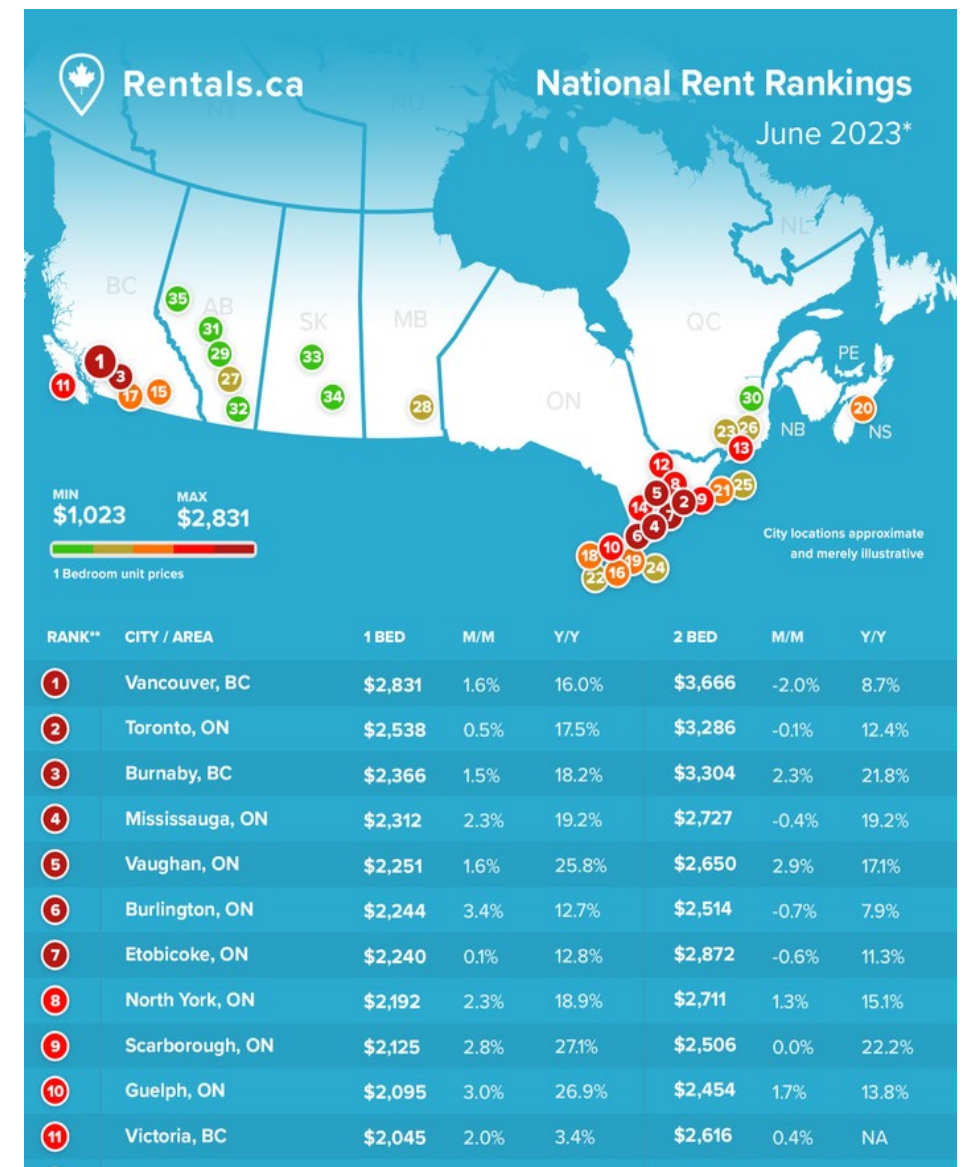 Rentals.ca
National Rent Rankings
June 2023*
NT
NU
NL
BC
AB
SK
MB
ON
QC
PE
NB
NS
35
31
29
27
32
33
34
28
1
3
11
17
15
30
23
26
13
20
12
8
5
2
9
21
25
14
7
4
6
10
18
19
24
22
16
MIN
$1,023
MAX
$2,831
1 Bedroom unit prices
City locations approximate
and merely illustrative
RANK** CITY / AREA 1 BED M/M Y/Y 2 BED M/M Y/Y
1 Vancouver, BC $2,831 1.6% 16.0% $3,666 -2.0% 8.7%
2 Toronto, ON $2,538 0.5% 17.5% $3,286 -0.1% 12.4%
3 Burnaby, BC $2,366 1.5% 18.2% $3,304 2.3% 21.8%
4 Mississauga, ON $2,312 2.3% 19.2% $2,727 -0.4% 19.2%
5 Vaughan, ON $2,251 1.6% 25.8% $2,650 2.9% 17.1%
6 Burlington, ON $2,244 3.4% 12.7% $2,514 -0.7% 7.9%
7 Etobicoke, ON $2,240 0.1% 12.8% $2,872 -0.6% 11.3%
8 North York, ON $2,192 2.3% 18.9% $2,711 1.3% 15.1%
9 Scarborough, ON $2,125 2.8% 27.1% $2,506 0.0% 22.2%
10 Guelph, ON $2,095 3.0% 26.9% $2,454 1.7% 13.8%
11 Victoria, BC $2,045 2.0% 3.4% $2,616 0.4% NA